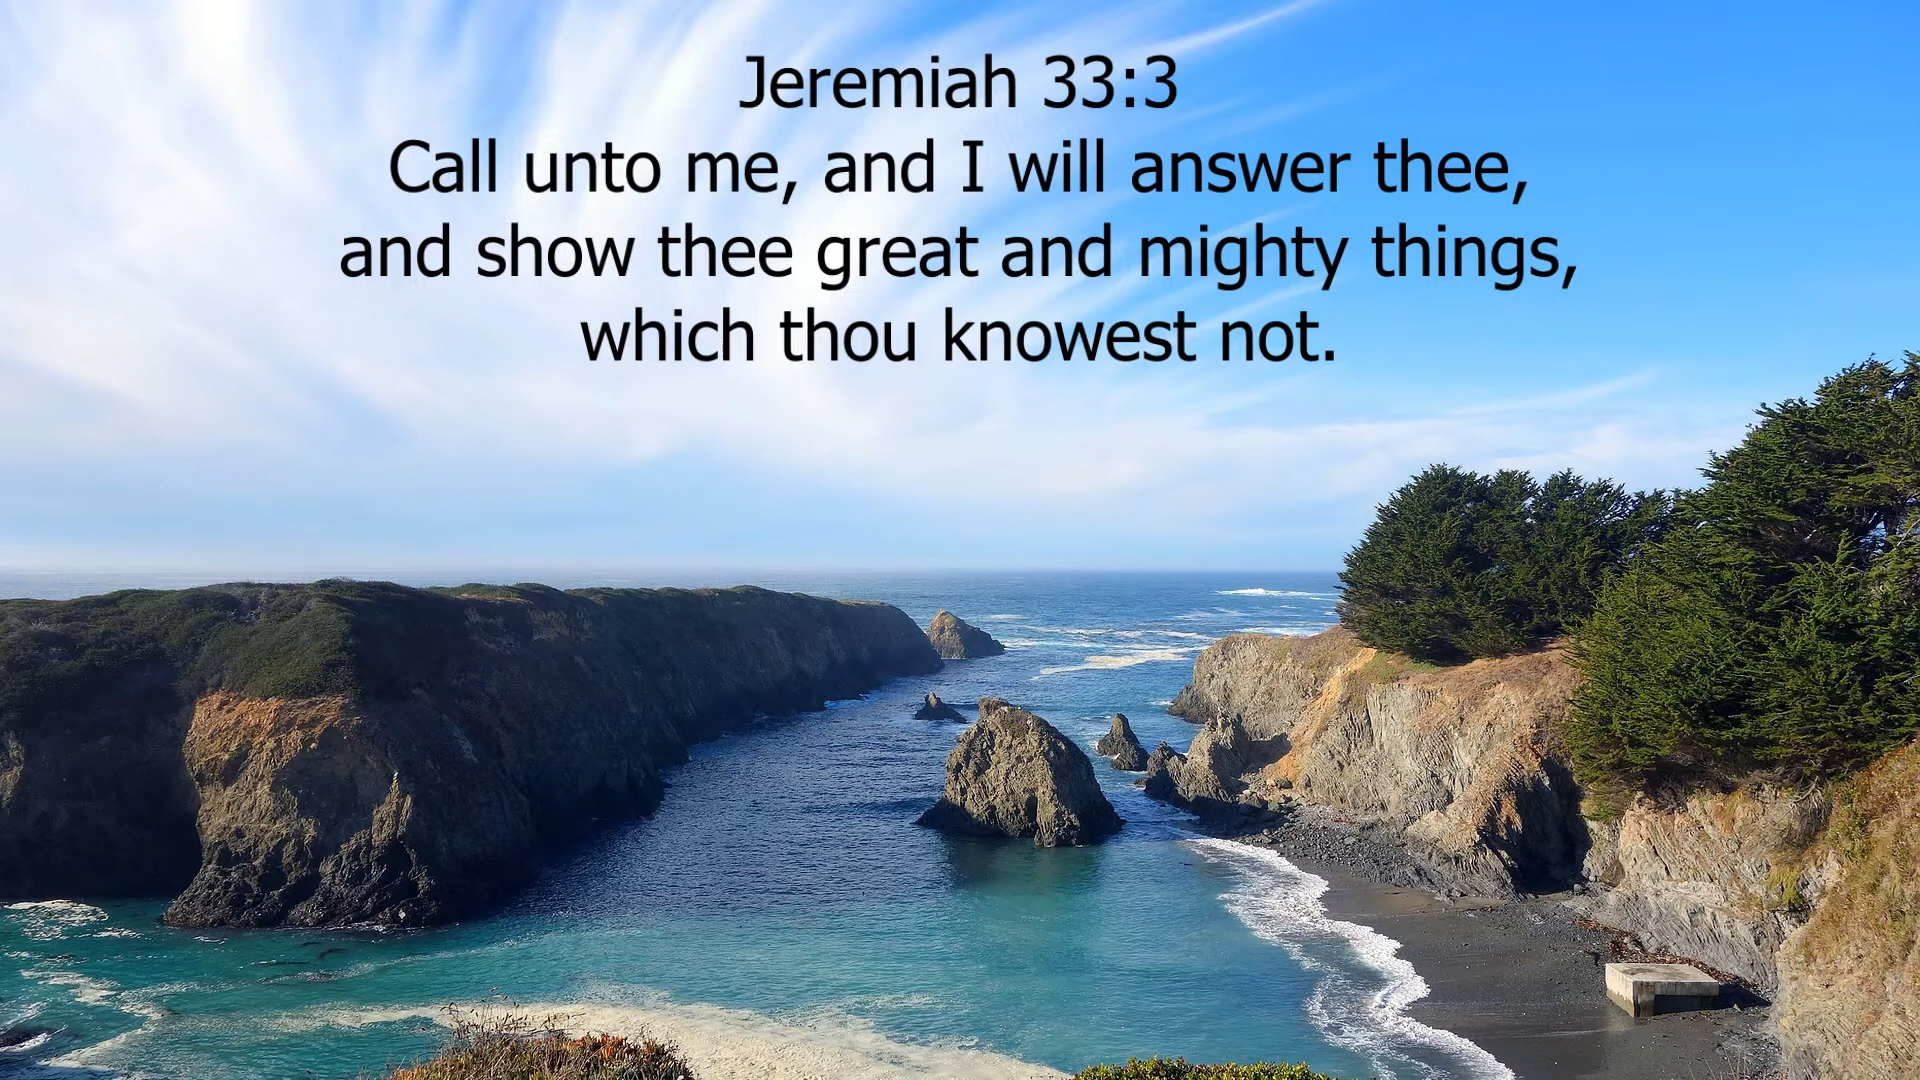 Jeremiah 33:3
Call unto me, and I will answer thee,
and show thee great and mighty things,
which thou knowest not.